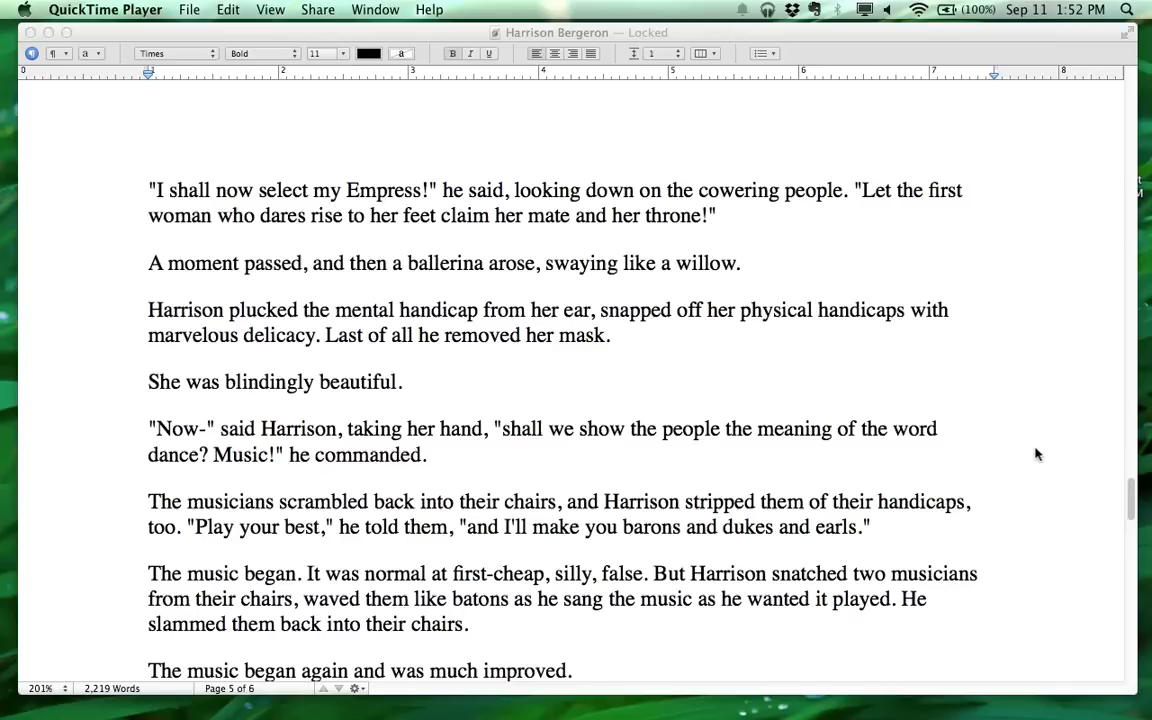 QuickTime Player File Edit View Share Window Help (100%) Sep 11 1:52 PM
Harrison Bergeron — Locked
¶ a Times Bold 11 a B I U 1
0 2 3 4 5 6 7 8
"I shall now select my Empress!" he said, looking down on the cowering people. "Let the first
woman who dares rise to her feet claim her mate and her throne!"
A moment passed, and then a ballerina arose, swaying like a willow.
Harrison plucked the mental handicap from her ear, snapped off her physical handicaps with
marvelous delicacy. Last of all he removed her mask.
She was blindingly beautiful.
"Now-" said Harrison, taking her hand, "shall we show the people the meaning of the word
dance? Music!" he commanded.
The musicians scrambled back into their chairs, and Harrison stripped them of their handicaps,
too. "Play your best," he told them, "and I'll make you barons and dukes and earls."
The music began. It was normal at first-cheap, silly, false. But Harrison snatched two musicians
from their chairs, waved them like batons as he sang the music as he wanted it played. He
slammed them back into their chairs.
The music began again and was much improved.
201% 2,219 Words Page 5 of 6